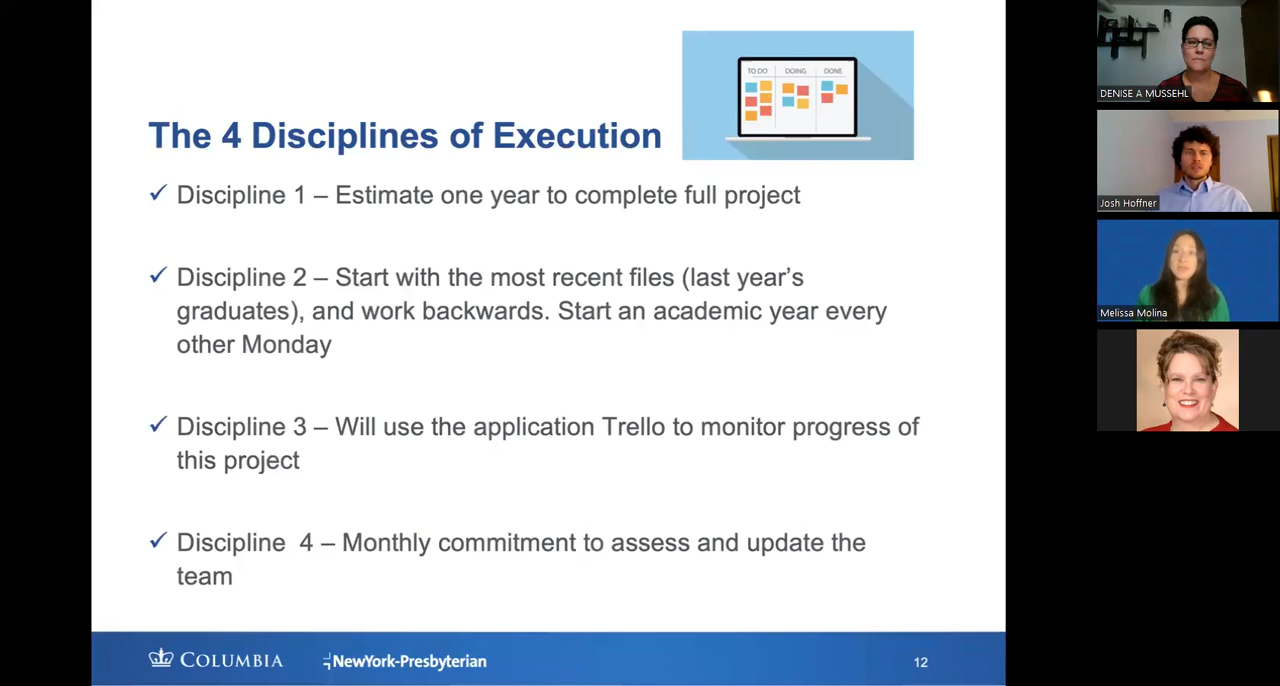 TO DO DOING DONE
The 4 Disciplines of Execution
✓ Discipline 1 – Estimate one year to complete full project
✓ Discipline 2 – Start with the most recent files (last year’s
graduates), and work backwards. Start an academic year every
other Monday
✓ Discipline 3 – Will use the application Trello to monitor progress of
this project
✓ Discipline  4 – Monthly commitment to assess and update the
team
COLUMBIA NewYork-Presbyterian 12
DENISE A MUSSEHL
Josh Hoffner
Melissa Molina